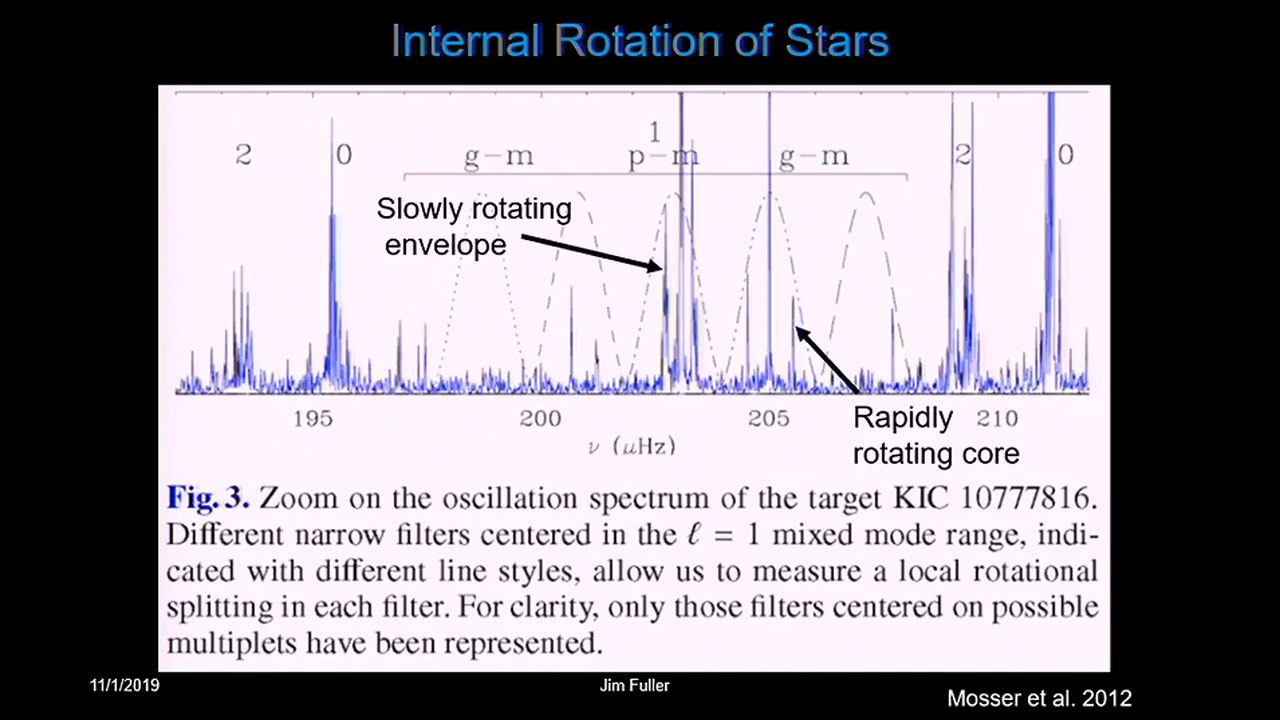 Internal Rotation of Stars
2 0 g-m 1 p-m g-m 2 0
Slowly rotating
envelope
195 200 205 210
ν (μHz)
Rapidly
rotating core
Fig. 3. Zoom on the oscillation spectrum of the target KIC 10777816.
Different narrow filters centered in the ℓ = 1 mixed mode range, indi-
cated with different line styles, allow us to measure a local rotational
splitting in each filter. For clarity, only those filters centered on possible
multiplets have been represented.
11/1/2019
Jim Fuller
Mosser et al. 2012